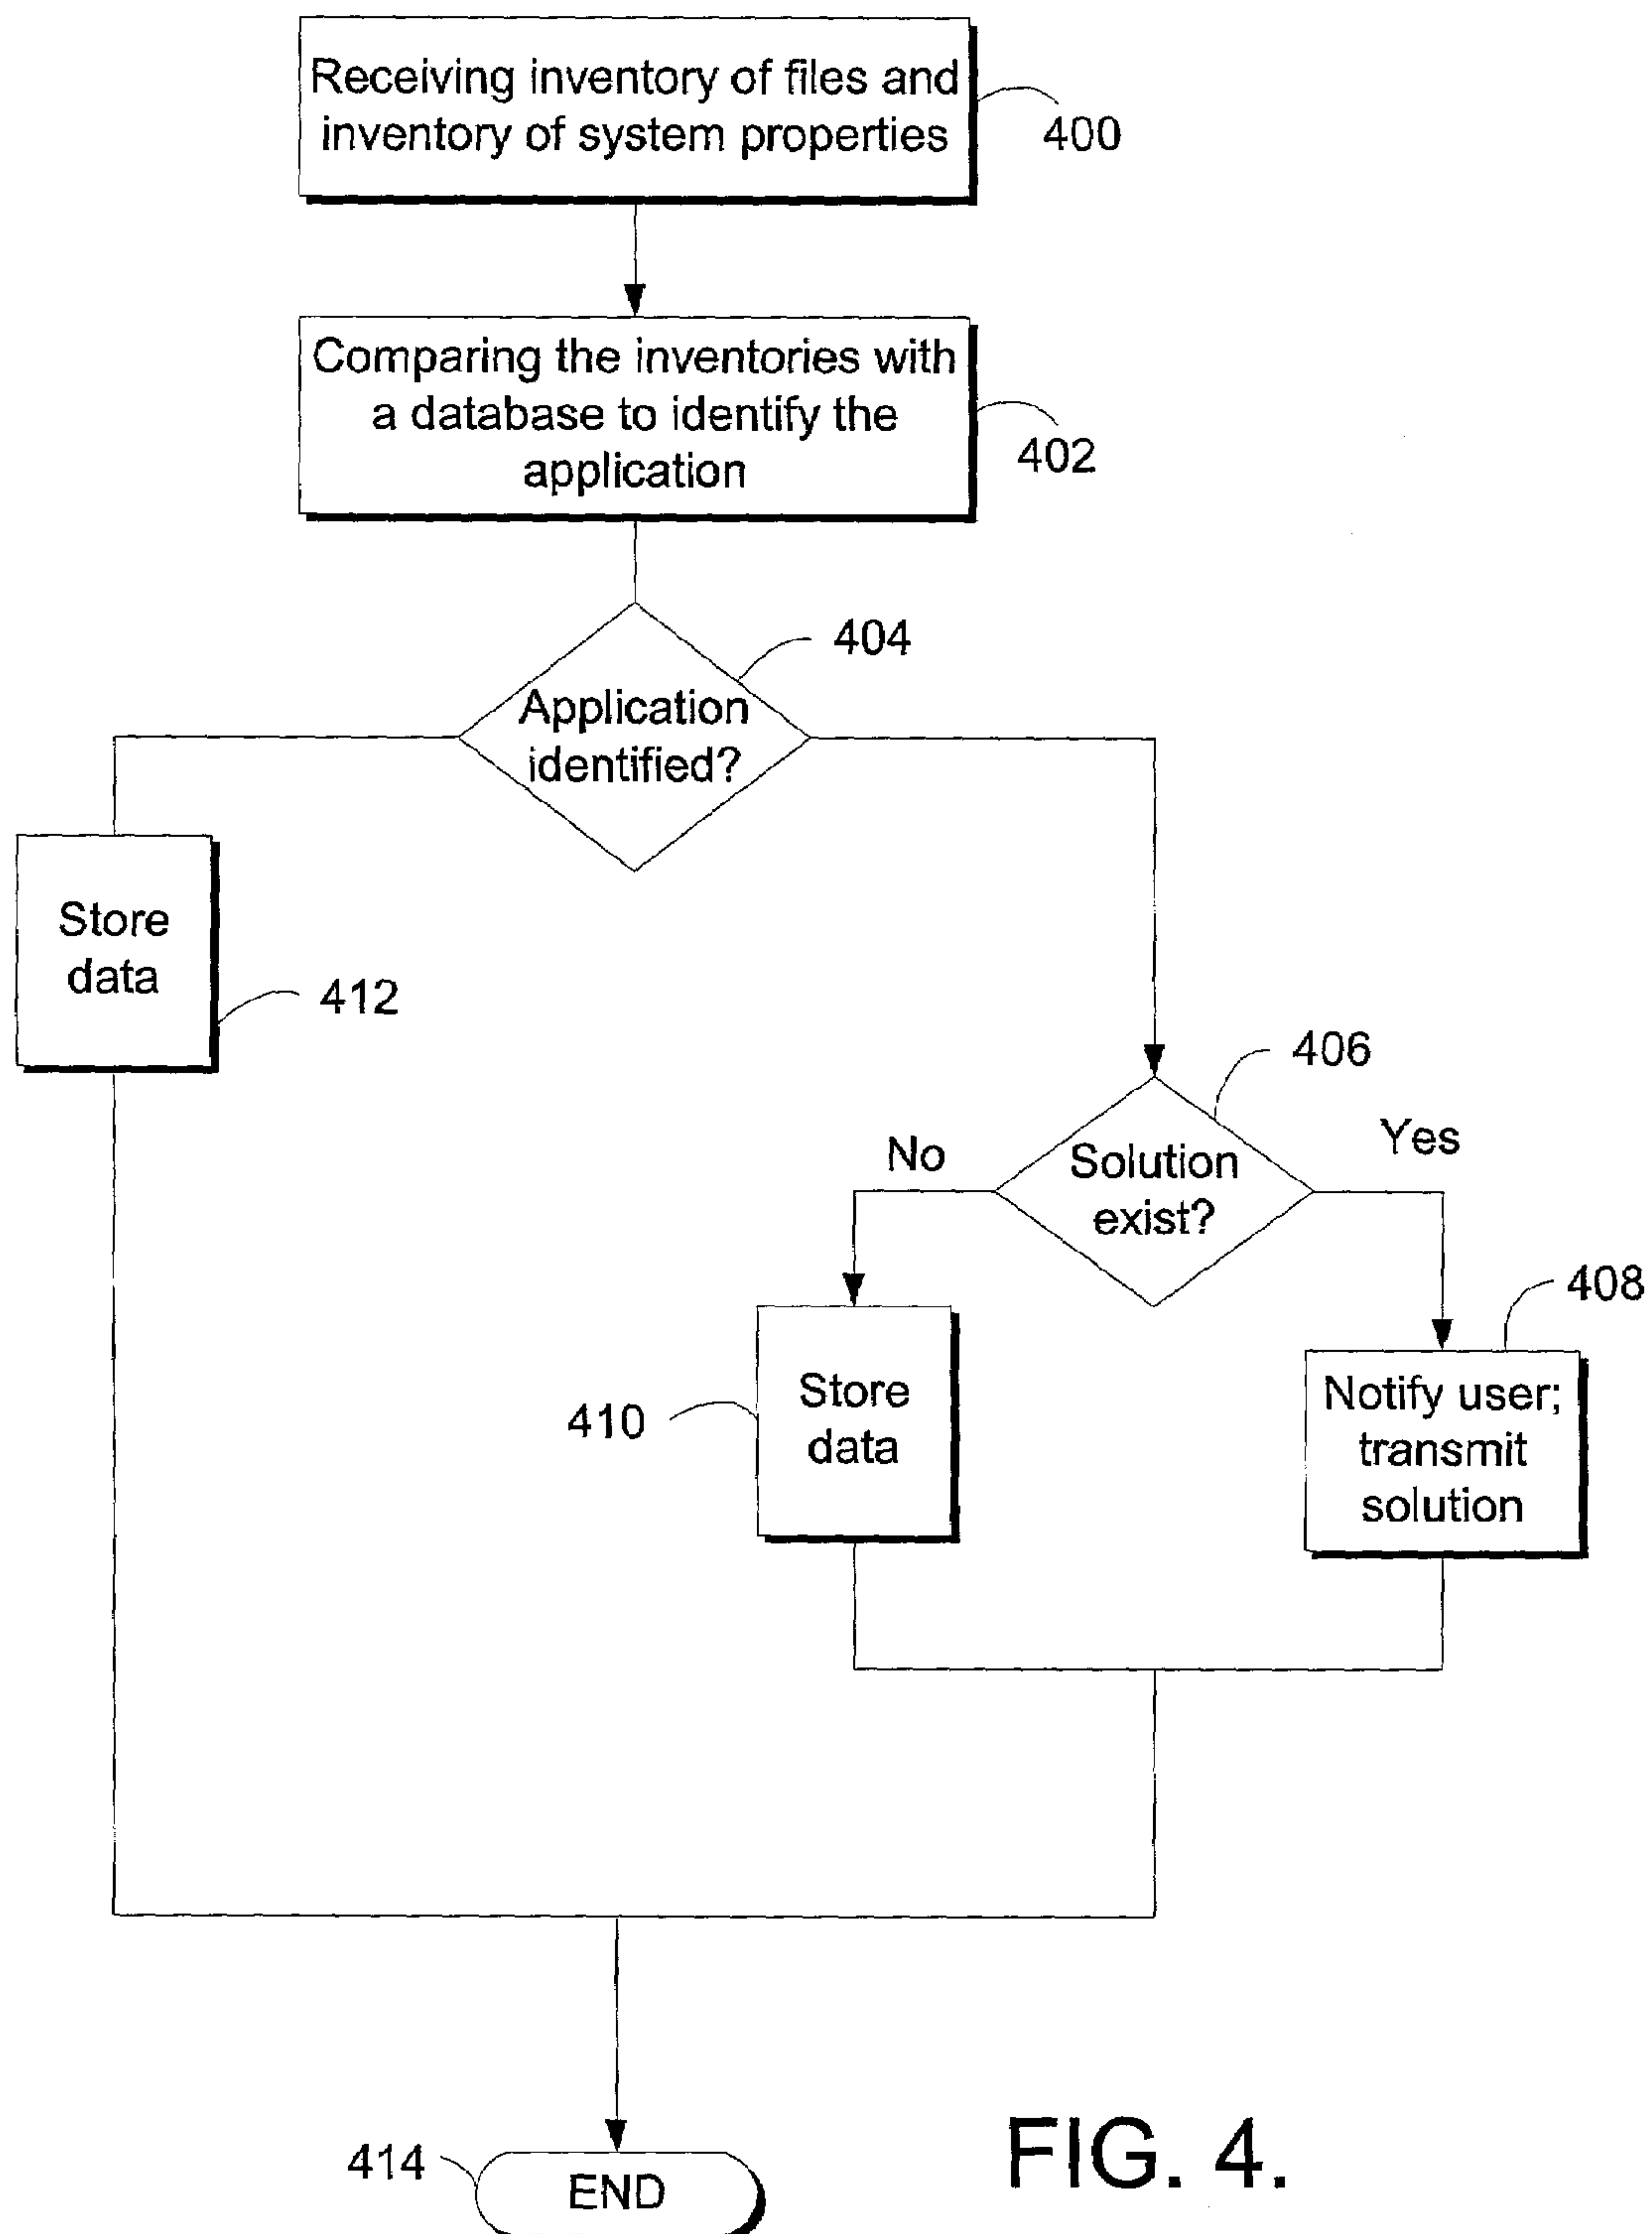 Receiving inventory of files and
inventory of system properties
400
Comparing the inventories with
a database to identify the
application
402
404
Application
identified?
Store
data
412
406
No
Yes
Solution
exist?
408
410
Store
data
Notify user;
transmit
solution
414
END
FIG. 4.